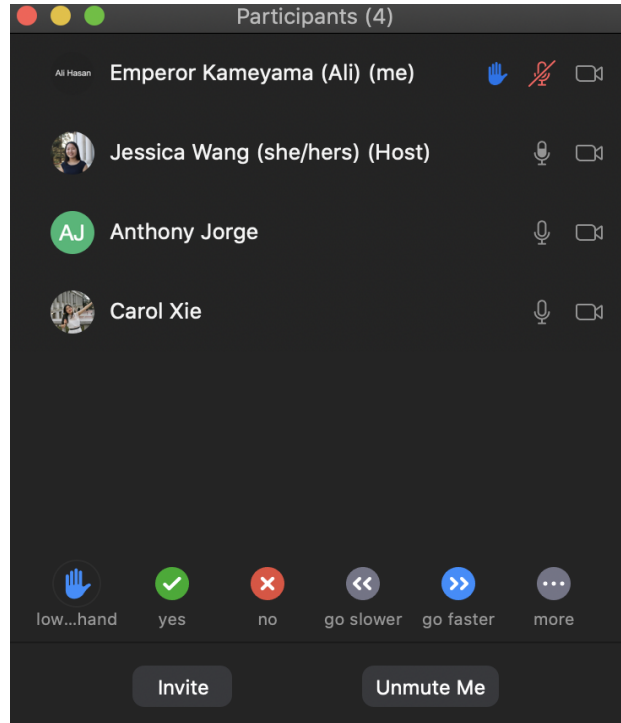 Participants (4)
Ali Hasan
Emperor Kameyama (Ali) (me)
Jessica Wang (she/hers) (Host)
AJ
Anthony Jorge
Carol Xie
low...hand yes no go slower go faster more
Invite Unmute Me